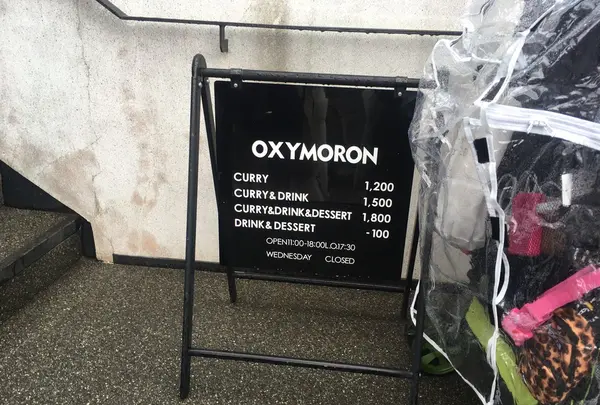 OXYMORON
CURRY 1,200
CURRY&DRINK 1,500
CURRY&DRINK&DESSERT 1,800
DRINK&DESSERT -100
OPEN11:00-18:00L.O.17:30
WEDNESDAY CLOSED